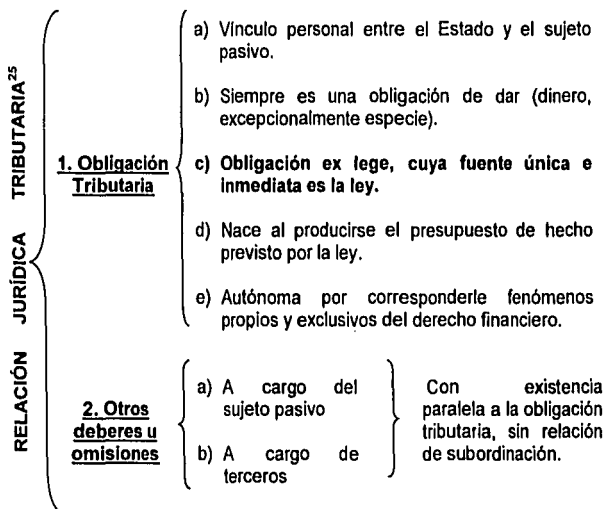 RELACIÓN JURÍDICA TRIBUTARIA25
1. Obligación
Tributaria
a) Vínculo personal entre el Estado y el sujeto
pasivo.
b) Siempre es una obligación de dar (dinero,
excepcionalmente especie).
c) Obligación ex lege, cuya fuente única e
inmediata es la ley.
d) Nace al producirse el presupuesto de hecho
previsto por la ley.
e) Autónoma por corresponderle fenómenos
propios y exclusivos del derecho financiero.
2. Otros
deberes u
omisiones
a) A cargo del
sujeto pasivo
b) A cargo de
terceros
Con existencia
paralela a la obligación
tributaria, sin relación
de subordinación.